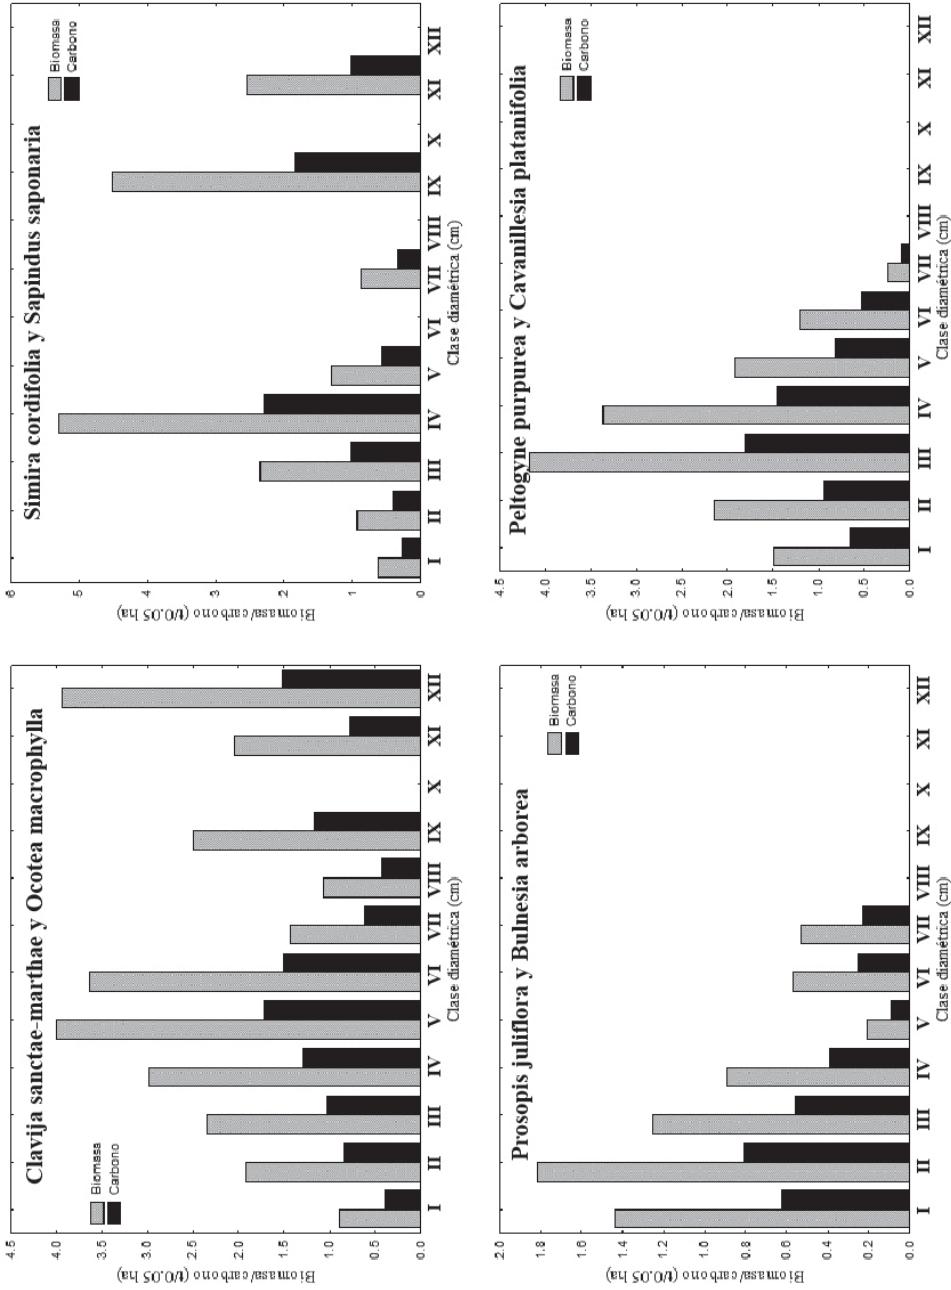 Clavija sanctae-marthae y Ocotea macrophylla
Biomasa
Carbono
Biomasa/carbono (t/0.05 ha)
4.5
4.0
3.5
3.0
2.5
2.0
1.5
1.0
0.5
0.0
I II III IV V VI VII VIII IX X XI XII
Clase diamétrica (cm)
Simira cordifolia y Sapindus saponaria
Biomasa
Carbono
Biomasa/carbono (t/0.05 ha)
.6
.5
.4
.3
.2
1
0
I II III IV V VI VII VIII IX X XI XII
Clase diamétrica (cm)
Prosopis juliflora y Bulnesia arborea
Biomasa
Carbono
Biomasa/carbono (t/0.05 ha)
2.0
1.8
1.6
1.4
1.2
1.0
0.8
0.6
0.4
0.2
0.0
I II III IV V VI VII VIII IX X XI XII
Clase diamétrica (cm)
Peltogyne purpurea y Cavanillesia platanifolia
Biomasa
Carbono
Biomasa/carbono (t/0.05 ha)
4.5
4.0
3.5
3.0
2.5
2.0
1.5
1.0
0.5
0.0
I II III IV V VI VII VIII IX X IX XII
Clase diamétrica (cm)